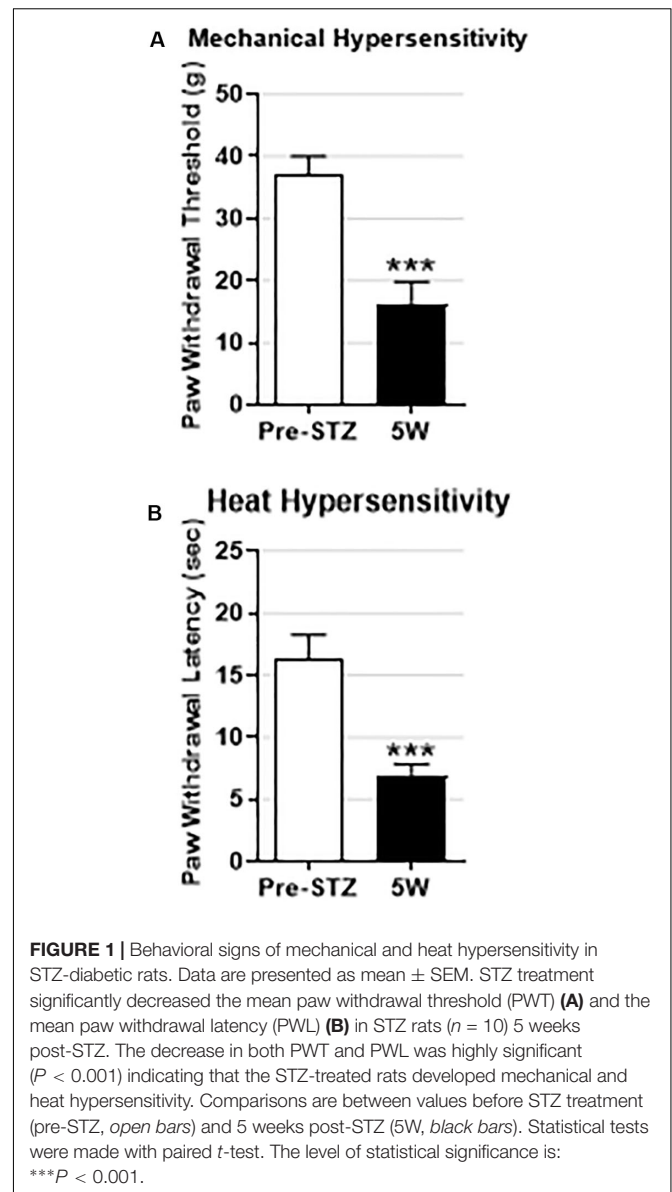 A Mechanical Hypersensitivity
Paw Withdrawal Threshold (g)
50
40
30
20
10
0
***
Pre-STZ 5W
B Heat Hypersensitivity
Paw Withdrawal Latency (sec)
25
20
15
10
5
0
***
Pre-STZ 5W
FIGURE 1 | Behavioral signs of mechanical and heat hypersensitivity in
STZ-diabetic rats. Data are presented as mean ± SEM. STZ treatment
significantly decreased the mean paw withdrawal threshold (PWT) (A) and the
mean paw withdrawal latency (PWL) (B) in STZ rats (n = 10) 5 weeks
post-STZ. The decrease in both PWT and PWL was highly significant
(P < 0.001) indicating that the STZ-treated rats developed mechanical and
heat hypersensitivity. Comparisons are between values before STZ treatment
(pre-STZ, open bars) and 5 weeks post-STZ (5W, black bars). Statistical tests
were made with paired t-test. The level of statistical significance is:
***P < 0.001.